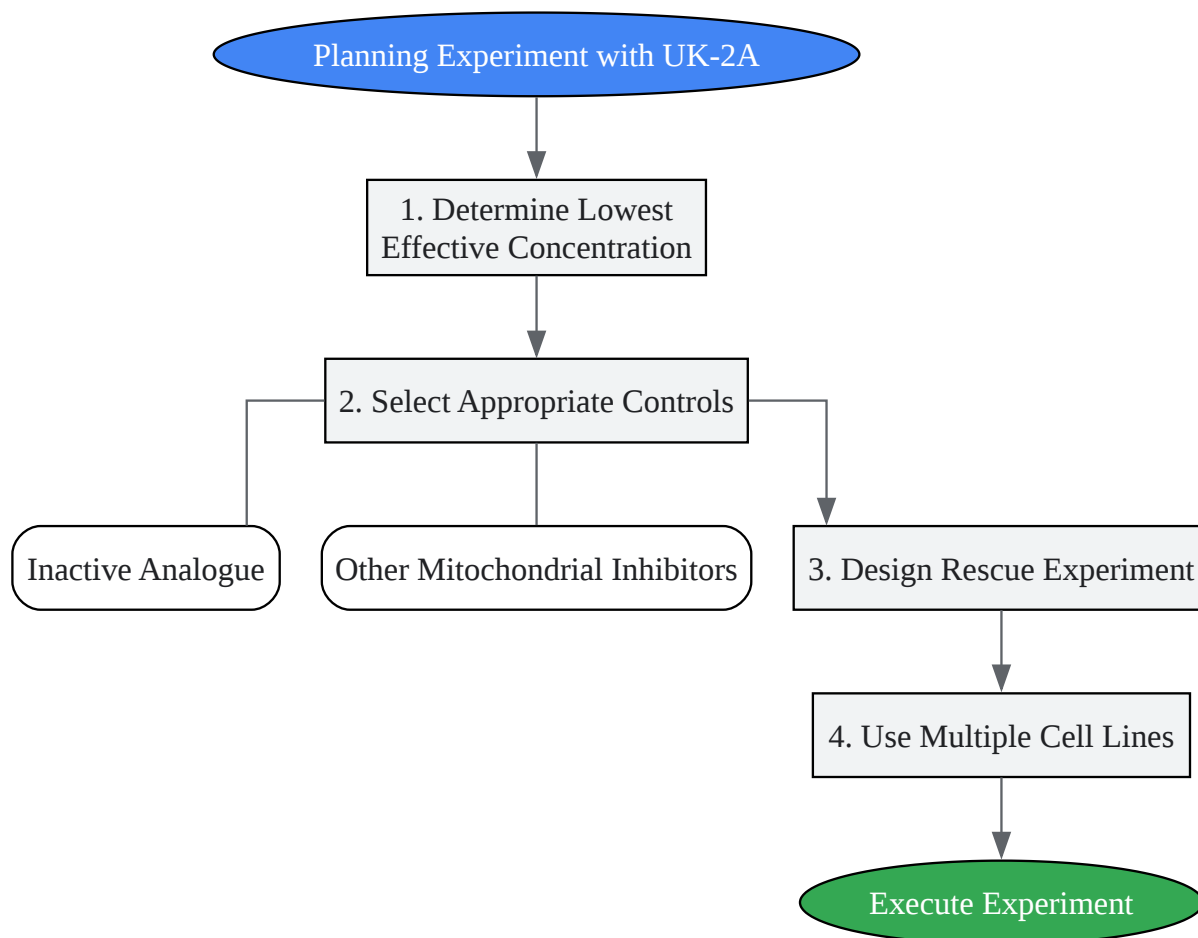 Planning Experiment with UK-2A
1. Determine Lowest
Effective Concentration
2. Select Appropriate Controls
Inactive Analogue
Other Mitochondrial Inhibitors
3. Design Rescue Experiment
4. Use Multiple Cell Lines
Execute Experiment